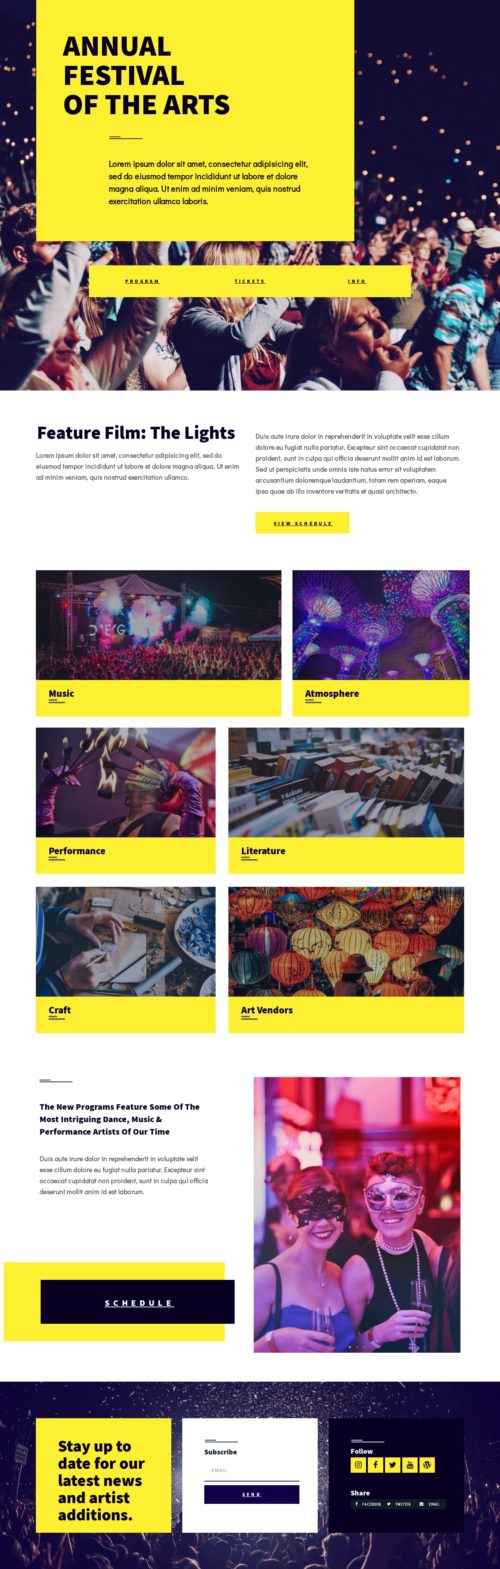 ANNUAL
FESTIVAL
OF THE ARTS
Lorem ipsum dolor sit amet, consectetur adipisicing elit,
sed do eiusmod tempor incididunt ut labore et dolore
magna aliqua. Ut enim ad minim veniam, quis nostrud
exercitation ullamco laboris.
PROGRAM TICKETS INFO
Feature Film: The Lights
Lorem ipsum dolor sit amet, consectetur adipisicing elit, sed do
eiusmod tempor incididunt ut labore et dolore magna aliqua. Ut enim
ad minim veniam, quis nostrud exercitation ullamco laboris nisi.
Duis aute irure dolor in reprehenderit in voluptate velit esse cillum
dolore eu fugiat nulla pariatur. Excepteur sint occaecat cupidatat non
proident, sunt in culpa qui officia deserunt mollit anim id est laborum.
Sed ut perspiciatis unde omnis iste natus error sit voluptatem
accusantium doloremque laudantium, totam rem aperiam, eaque
ipsa quae ab illo inventore veritatis et quasi architecto.
VIEW SCHEDULE
Music
Atmosphere
Performance
Literature
Craft
Art Vendors
The New Programs Feature Some Of The
Most Intriguing Dance, Music &
Performance Artists Of Our Time
Duis aute irure dolor in reprehenderit in voluptate velit
esse cillum dolore eu fugiat nulla pariatur. Excepteur sint
occaecat cupidatat non proident, sunt in culpa qui officia
deserunt mollit anim id est laborum.
SCHEDULE
Stay up to
date for our
latest news
and artist
additions.
Subscribe
EMAIL
SEND
Follow
Share
FACEBOOK TWITTER EMAIL